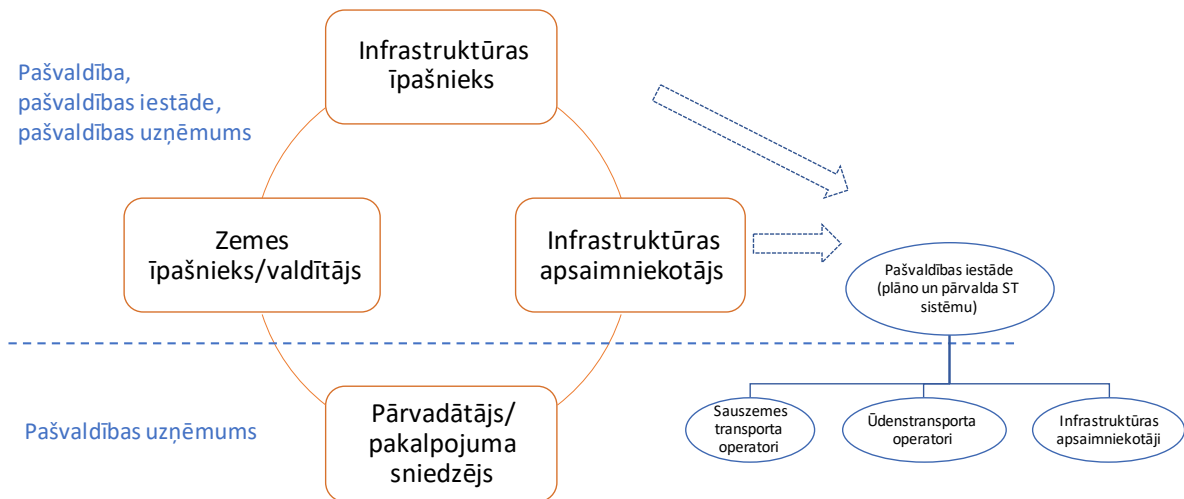 Infrastruktūras
īpašnieks
Pašvaldība,
pašvaldības iestāde,
pašvaldības uzņēmums
Zemes
īpašnieks/valdītājs
Infrastruktūras
apsaimniekotājs
Pašvaldības iestāde
(plāno un pārvalda ST
sistēmu)
Pašvaldības uzņēmums
Pārvadātājs/
pakalpojuma
sniedzējs
Sauszemes
transporta
operatori
Ūdenstransporta
operatori
Infrastruktūras
apsaimniekotāji